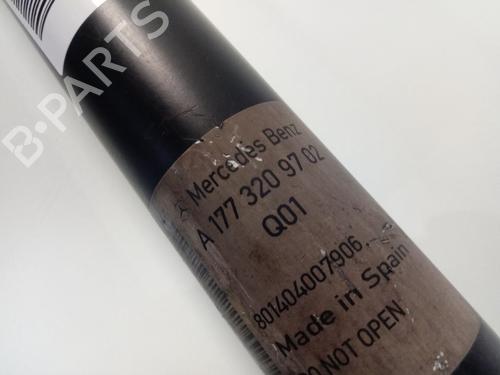 B-PARTS
Mercedes Benz
A 177 320 97 02
Q01
801404007906
Made in Spain
DO NOT OPEN